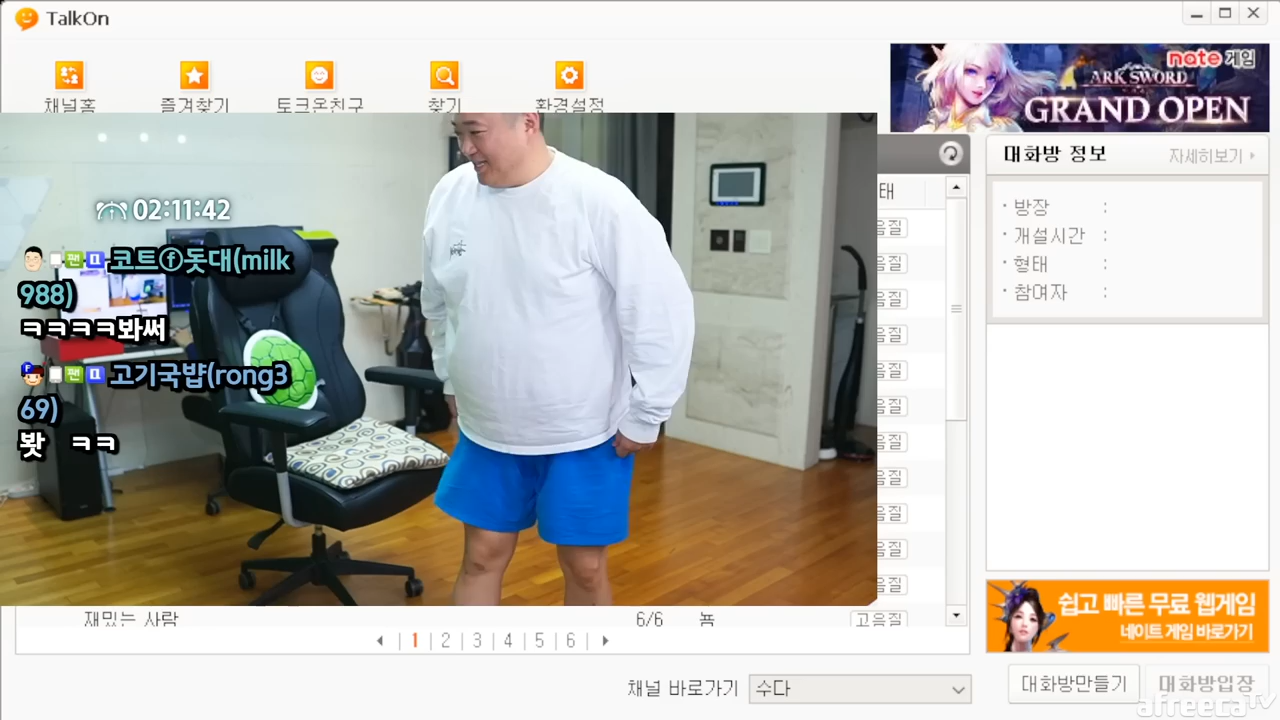 TalkOn
채널홈
즐겨찾기
토크온친구
찾기
환경설정
nate 게임
ARK SWORD
GRAND OPEN
대화방 정보
자세히보기
방장 :
개설시간 :
형태 :
참여자 :
태
02:11:42
팬
코트ⓕ돗대(milk
988)
ㅋㅋㅋㅋ봐써
팬
고기국뱝(rong3
69)
봣 ㅋㅋ
음질
음질
음질
음질
음질
음질
음질
음질
음질
음질
음질
재밌는 사람 6/6 뇸 고음질
1 | 2 | 3 | 4 | 5 | 6
쉽고 빠른 무료 웹게임
네이트 게임 바로가기
채널 바로가기 수다
대화방만들기
대화방입장
afreecaTV